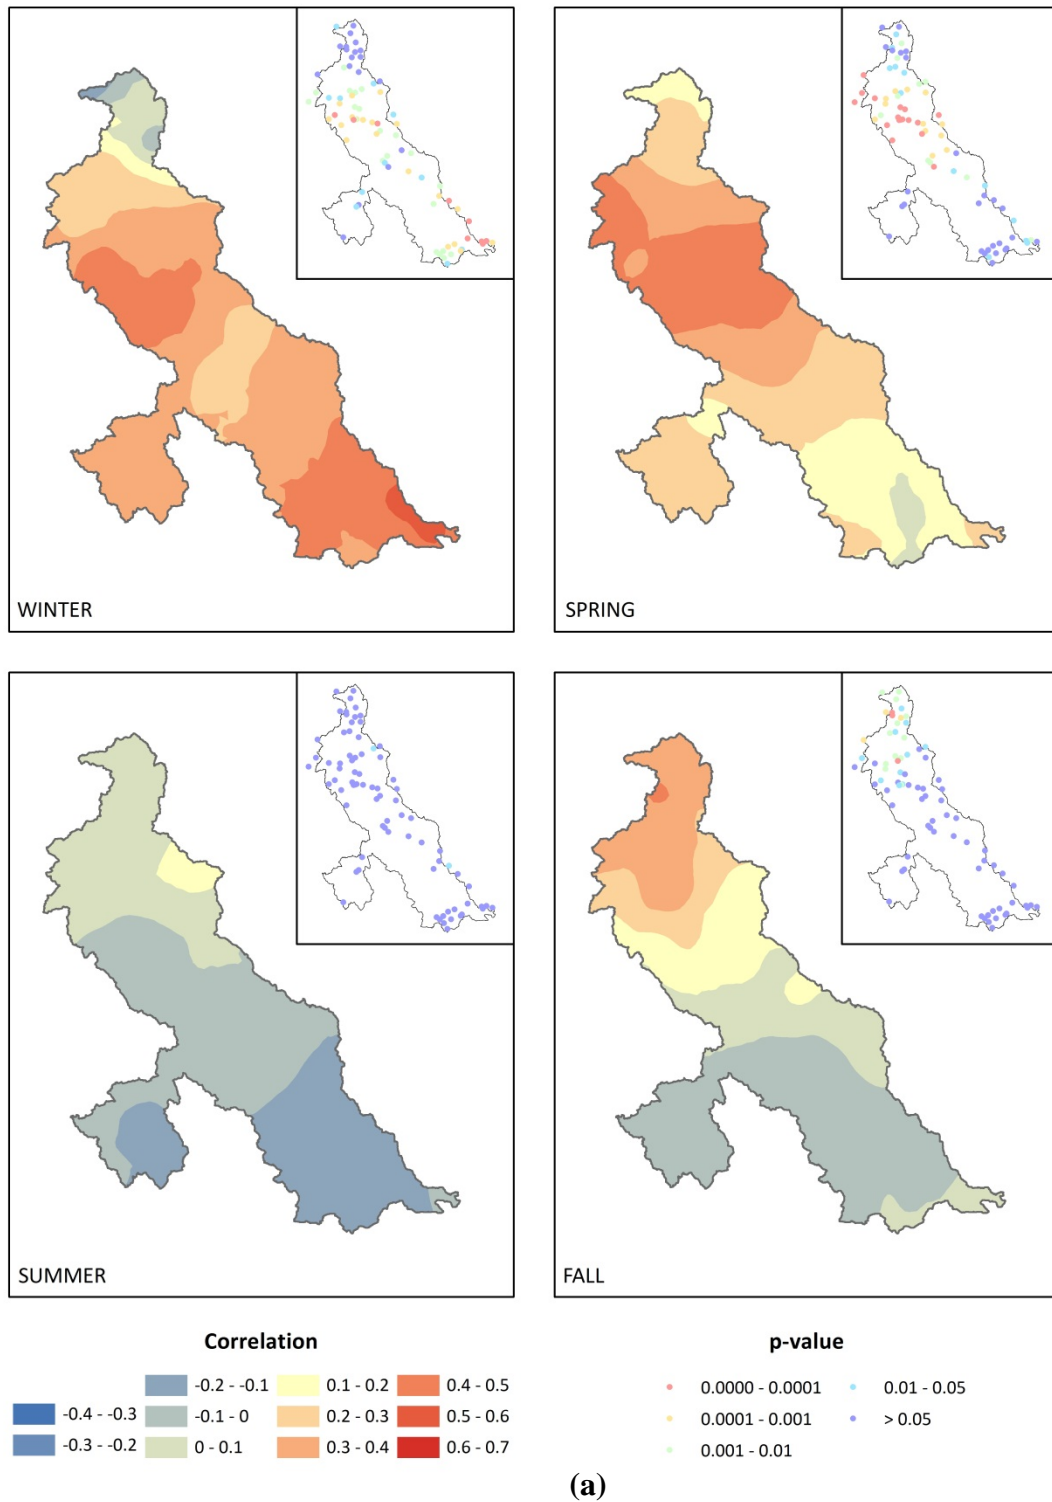 WINTER
SPRING
SUMMER
FALL
Correlation
-0.4 - -0.3
-0.3 - -0.2
-0.2 - -0.1
-0.1 - 0
0 - 0.1
0.1 - 0.2
0.2 - 0.3
0.3 - 0.4
0.4 - 0.5
0.5 - 0.6
0.6 - 0.7
p-value
0.0000 - 0.0001
0.0001 - 0.001
0.001 - 0.01
0.01 - 0.05
> 0.05
(a)